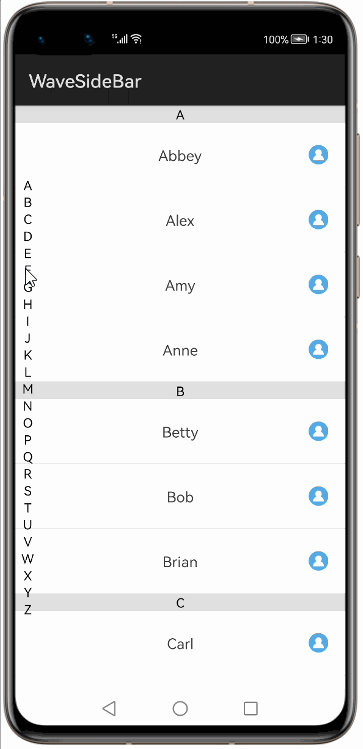 100% 1:30
WaveSideBar
A
Abbey
Alex
Amy
Anne
B
Betty
Bob
Brian
C
Carl
A
B
C
D
E
F
G
H
I
J
K
L
M
N
O
P
Q
R
S
T
U
V
W
X
Y
Z